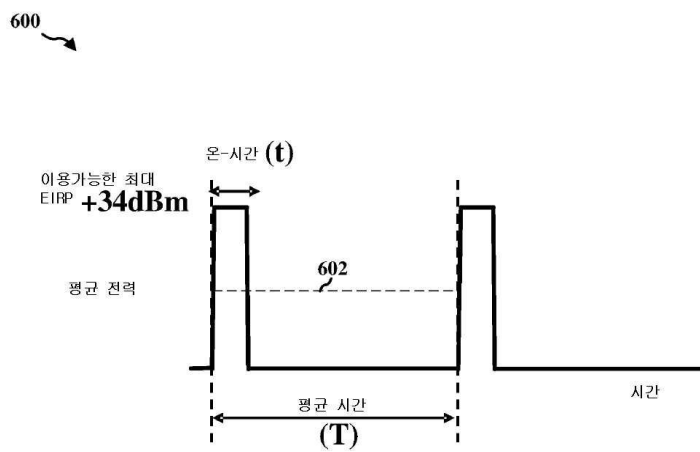 600
온-시간 (t)
이용가능한 최대
EIRP +34dBm
602
평균 전력
시간
평균 시간
(T)